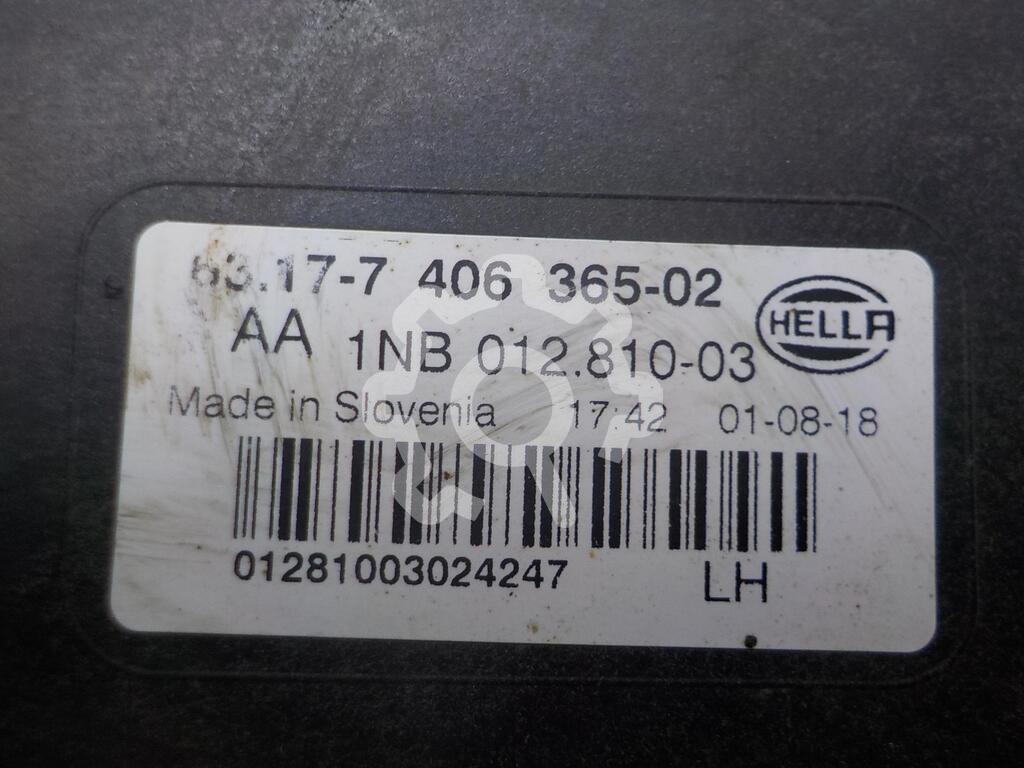 63.17-7 406 365-02
HELLA
AA 1NB 012.810-03
Made in Slovenia 17:42 01-08-18
01281003024247 LH